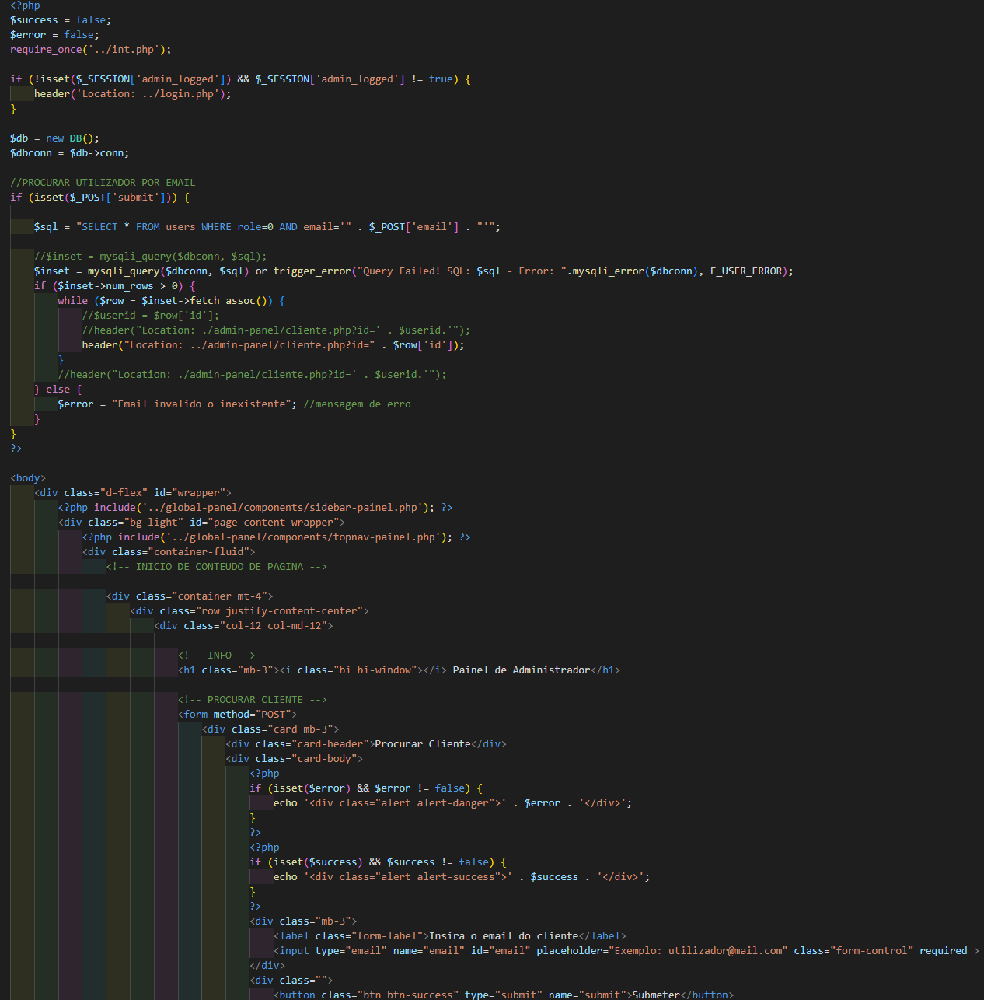 <?php
$success = false;
$error = false;
require_once('../int.php');
if (!isset($_SESSION['admin_logged']) && $_SESSION['admin_logged'] != true) {
header('Location: ../login.php');
}
$db = new DB();
$dbconn = $db->conn;
//PROCURAR UTILIZADOR POR EMAIL
if (isset($_POST['submit'])) {
$sql = "SELECT * FROM users WHERE role=0 AND email='" . $_POST['email'] . "'";
//$inset = mysqli_query($dbconn, $sql);
$inset = mysqli_query($dbconn, $sql) or trigger_error("Query Failed! SQL: $sql - Error: ".mysqli_error($dbconn), E_USER_ERROR);
if ($inset->num_rows > 0) {
while ($row = $inset->fetch_assoc()) {
//$userid = $row['id'];
//header("Location: ./admin-panel/cliente.php?id=' . $userid.'");
header("Location: ../admin-panel/cliente.php?id=" . $row['id']);
}
//header("Location: ./admin-panel/cliente.php?id=' . $userid.'");
} else {
$error = "Email invalido o inexistente"; //mensagem de erro
}
}
?>
<body>
<div class="d-flex" id="wrapper">
<?php include('../global-panel/components/sidebar-painel.php'); ?>
<div class="bg-light" id="page-content-wrapper">
<?php include('../global-panel/components/topnav-painel.php'); ?>
<div class="container-fluid">
<!-- INICIO DE CONTEUDO DE PAGINA -->
<div class="container mt-4">
<div class="row justify-content-center">
<div class="col-12 col-md-12">
<!-- INFO -->
<h1 class="mb-3"><i class="bi bi-window"></i> Painel de Administrador</h1>
<!-- PROCURAR CLIENTE -->
<form method="POST">
<div class="card mb-3">
<div class="card-header">Procurar Cliente</div>
<div class="card-body">
<?php
if (isset($error) && $error != false) {
echo '<div class="alert alert-danger">' . $error . '</div>';
}
?>
<?php
if (isset($success) && $success != false) {
echo '<div class="alert alert-success">' . $success . '</div>';
}
?>
<div class="mb-3">
<label class="form-label">Insira o email do cliente</label>
<input type="email" name="email" id="email" placeholder="Exemplo: utilizador@mail.com" class="form-control" required >
</div>
<div class="">
<button class="btn btn-success" type="submit" name="submit">Submeter</button>